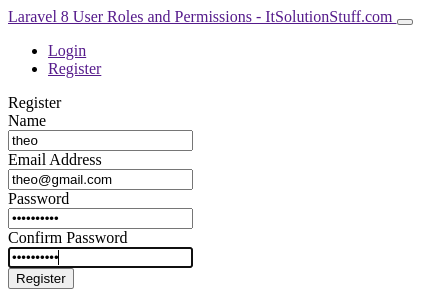 Laravel 8 User Roles and Permissions - ItSolutionStuff.com
Login
Register
Register
Name
theo
Email Address
theo@gmail.com
Password
••••••••••
Confirm Password
••••••••••
Register